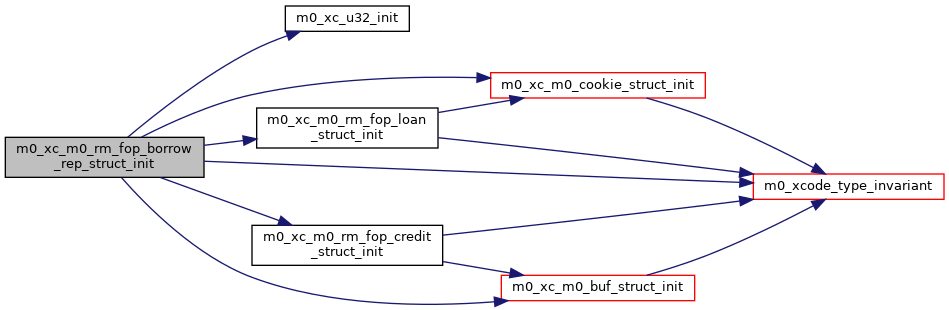 m0_xc_u32_init
m0_xc_m0_cookie_struct_init
m0_xc_m0_rm_fop_loan
_struct_init
m0_xc_m0_rm_fop_borrow
_rep_struct_init
m0_xcode_type_invariant
m0_xc_m0_rm_fop_credit
_struct_init
m0_xc_m0_buf_struct_init